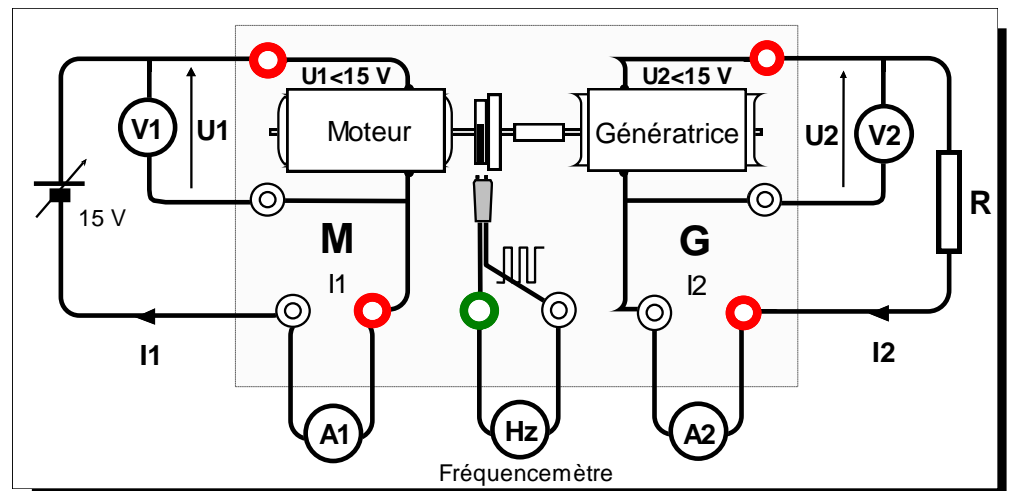 U1<15 V
U2<15 V
V1
U1
Moteur
Génératrice
U2
V2
15 V
R
M
I1
G
I2
I1
I2
A1
Hz
A2
Fréquencemètre